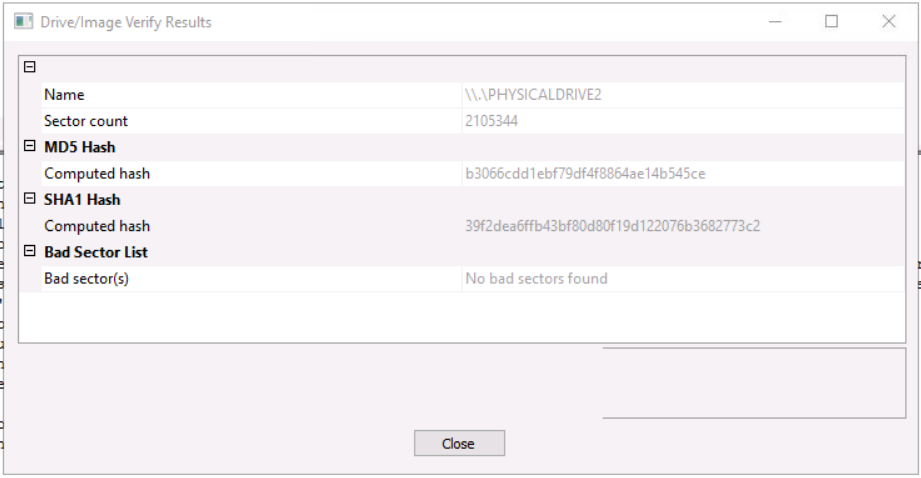 Drive/Image Verify Results
Name \\.\PHYSICALDRIVE2
Sector count 2105344
MD5 Hash
Computed hash b3066cdd1ebf79df4f8864ae14b545ce
SHA1 Hash
Computed hash 39f2dea6ffb43bf80d80f19d122076b3682773c2
Bad Sector List
Bad sector(s) No bad sectors found
Close